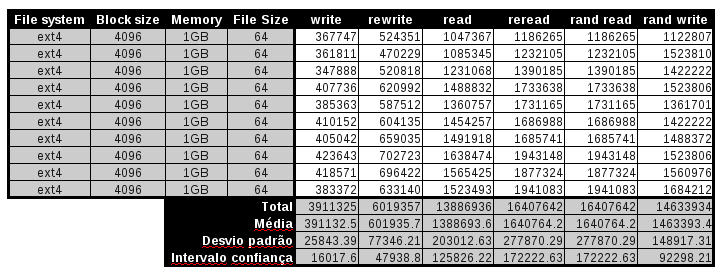 File system Block size Memory File Size write rewrite read reread rand read rand write
ext4 4096 1GB 64 367747 524351 1047367 1186265 1186265 1122807
ext4 4096 1GB 64 361811 470229 1085345 1232105 1232105 1523810
ext4 4096 1GB 64 347888 520818 1231068 1390185 1390185 1422222
ext4 4096 1GB 64 407736 620992 1488832 1733638 1733638 1523806
ext4 4096 1GB 64 385363 587512 1360757 1731165 1731165 1361701
ext4 4096 1GB 64 410152 604135 1454257 1686988 1686988 1422222
ext4 4096 1GB 64 405042 659035 1491918 1685741 1685741 1488372
ext4 4096 1GB 64 423643 702723 1638474 1943148 1943148 1523806
ext4 4096 1GB 64 418571 696422 1565425 1877324 1877324 1560976
ext4 4096 1GB 64 383372 633140 1523493 1941083 1941083 1684212
Total 3911325 6019357 13886936 16407642 16407642 14633934
Média 391132.5 601935.7 1388693.6 1640764.2 1640764.2 1463393.4
Desvio padrão 25843.39 77346.21 203012.63 277870.29 277870.29 148917.31
Intervalo confiança 16017.6 47938.8 125826.22 172222.63 172222.63 92298.21